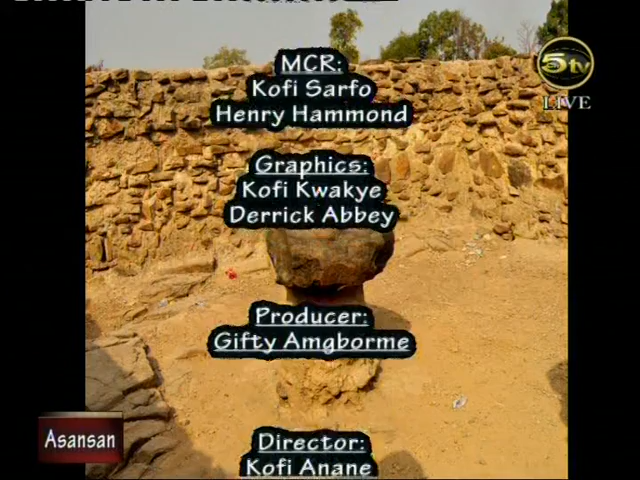 MCR:
Kofi Sarfo
Henry Hammond
5tv
LIVE
Graphics:
Kofi Kwakye
Derrick Abbey
Producer:
Gifty Amgborme
Asansan
Director:
Kofi Anane